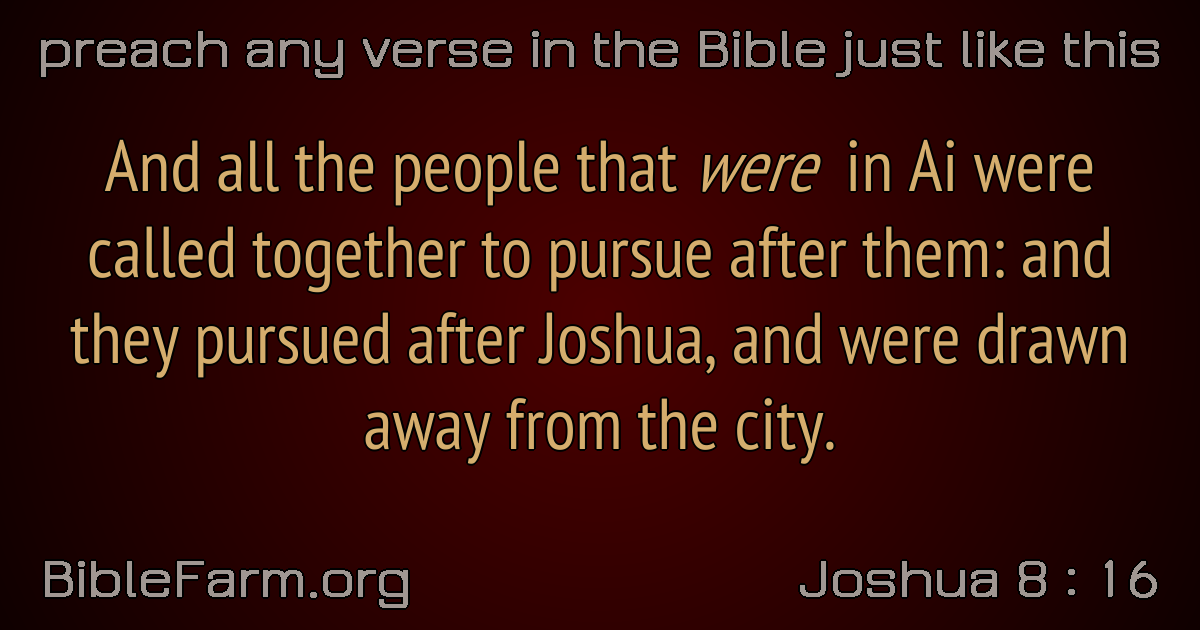 preach any verse in the Bible just like this
And all the people that were in Ai were
called together to pursue after them: and
they pursued after Joshua, and were drawn
away from the city.
BibleFarm.org
Joshua 8 : 16